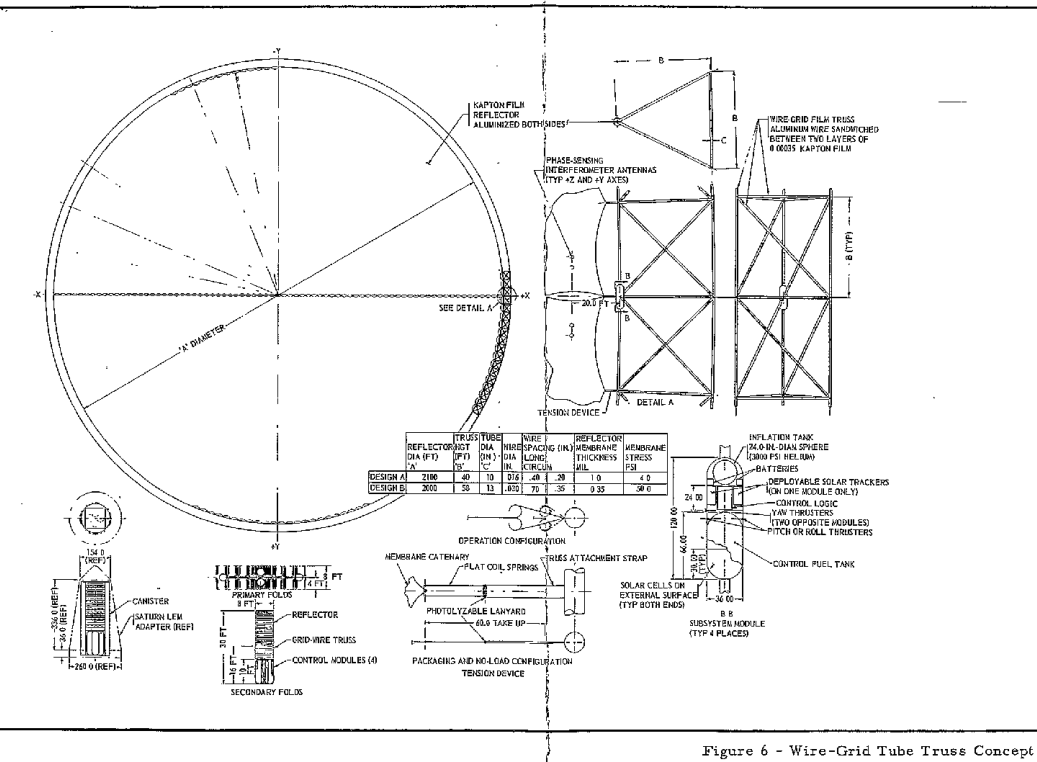 -Y
KAPTON FILM
REFLECTOR
ALUMINIZED BOTH SIDES
B
B
C
WIRE GRID FILM TRUSS
ALUMINUM WIRE SANDWICHED
BETWEEN TWO LAYERS OF
0 00035 KAPTON FILM
PHASE-SENSING
INTERFEROMETER ANTENNAS
(TYP +Z AND +Y AXES)
B (TYP)
-X
+X
SEE DETAIL A
B
20.0 FT
B
'A' DIAMETER
TENSION DEVICE
DETAIL A
REFLECTOR DIA (FT) 'A'
TRUSS HGT (FT) 'B'
TUBE DIA (IN) 'C'
WIRE DIA IN.
WIRE SPACING (IN.)
LONG CIRCUM
REFLECTOR MEMBRANE THICKNESS MIL
MEMBRANE STRESS PSI
DESIGN A 2100 40 10 .016 .40 .20 1 0 4 0
DESIGN B 2000 58 13 .020 70 .35 0 35 50 0
+Y
OPERATION CONFIGURATION
MEMBRANE CATENARY
FLAT COIL SPRINGS
TRUSS ATTACHMENT STRAP
PHOTOLYZABLE LANYARD
60.0 TAKE UP
PACKAGING AND NO-LOAD CONFIGURATION
TENSION DEVICE
INFLATION TANK
24.0-IN.-DIAN SPHERE
(3000 PSI HELIUM)
BATTERIES
DEPLOYABLE SOLAR TRACKERS
(ON ONE MODULE ONLY)
CONTROL LOGIC
YAW THRUSTERS
(TWO OPPOSITE MODULES)
PITCH OR ROLL THRUSTERS
CONTROL FUEL TANK
24 00
120 00
66.00
30.00
(TYP)
36.00
SOLAR CELLS ON
EXTERNAL SURFACE
(TYP BOTH ENDS)
B B
SUBSYSTEM MODULE
(TYP 4 PLACES)
154 0
(REF)
336.0 (REF)
36 0 (REF)
CANISTER
SATURN LEM
ADAPTER (REF)
260 0 (REF)
8 FT
4 FT
PRIMARY FOLDS
8 FT
REFLECTOR
GRID-WIRE TRUSS
CONTROL MODULES (4)
30 FT
16 FT
10 FT
SECONDARY FOLDS
Figure 6 - Wire-Grid Tube Truss Concept